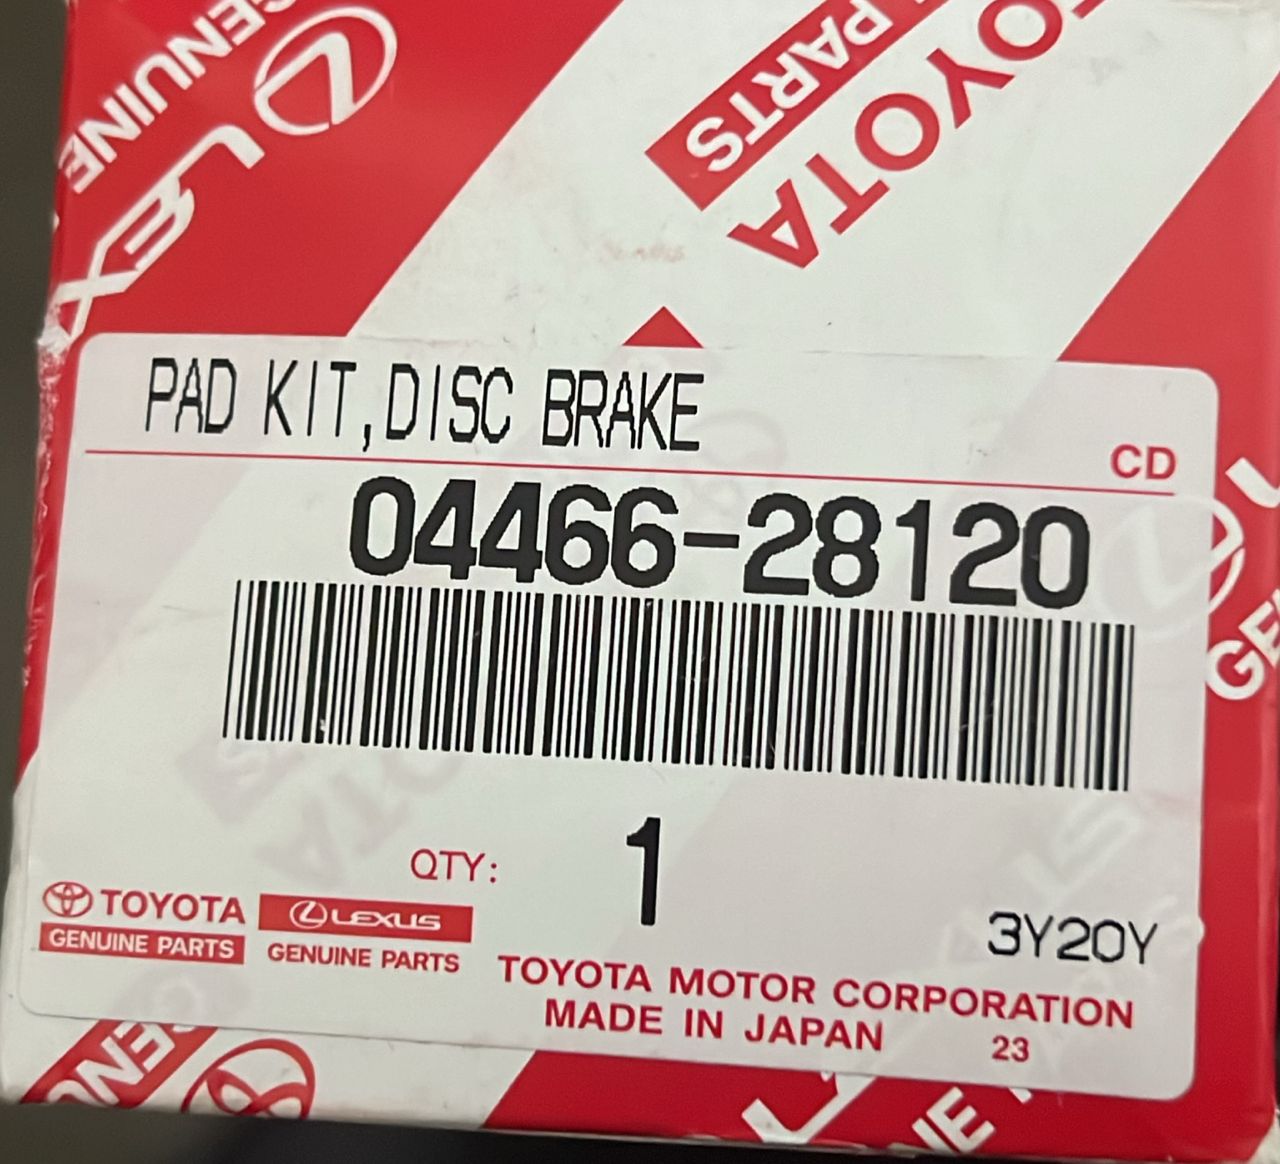 GENUINE
LEX
PARTS
TOYOTA
PAD KIT,DISC BRAKE
CD
04466-28120
QTY: 1
TOYOTA
GENUINE PARTS
LEXUS
GENUINE PARTS
3Y20Y
TOYOTA MOTOR CORPORATION
MADE IN JAPAN 23